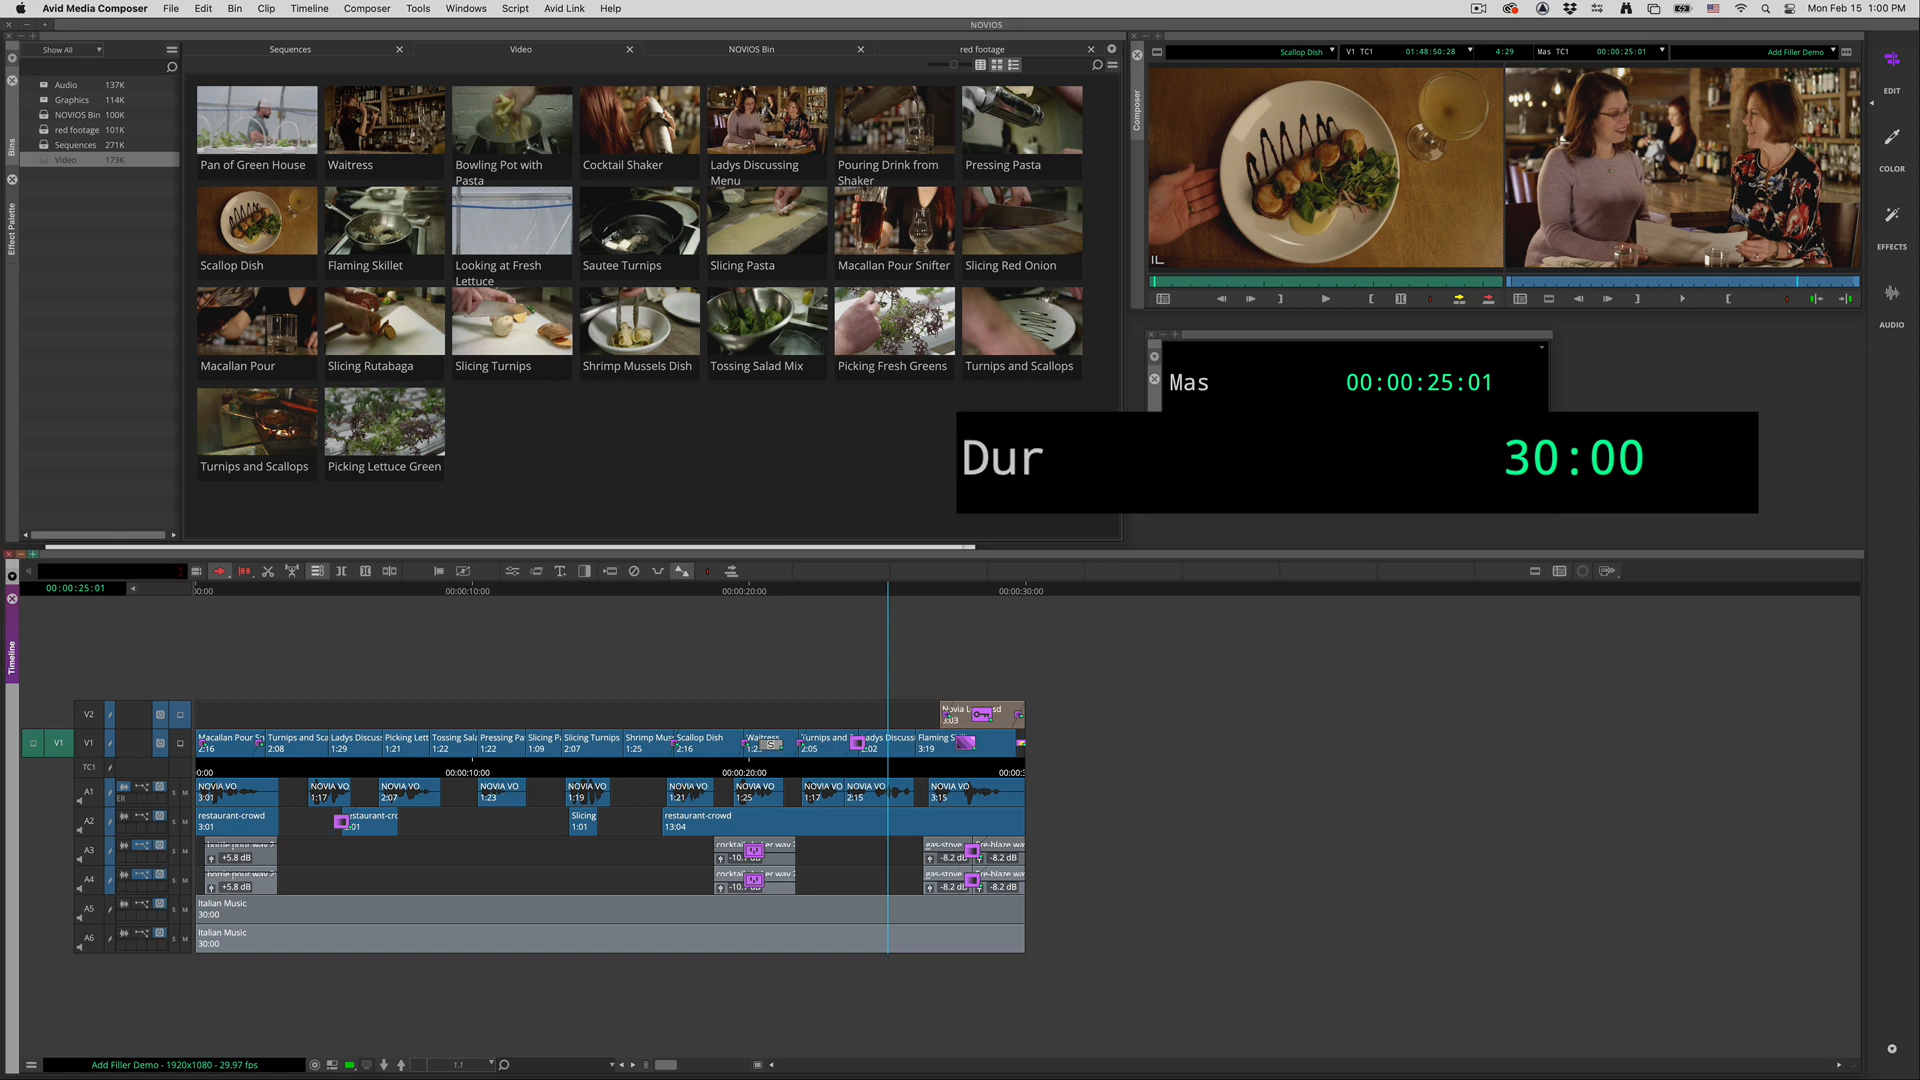 Avid Media Composer File Edit Bin Clip Timeline Composer Tools Windows Script Avid Link Help
Mon Feb 15 1:00 PM
NOVIOS
Show All
Audio 137K
Graphics 114K
NOVIOS Bin 100K
red footage 101K
Sequences 271K
Video 173K
Bins
Effect Palette
Sequences Video NOVIOS Bin red footage
Pan of Green House
Waitress
Bowling Pot with Pasta
Cocktail Shaker
Ladys Discussing Menu
Pouring Drink from Shaker
Pressing Pasta
Scallop Dish
Flaming Skillet
Looking at Fresh Lettuce
Sautee Turnips
Slicing Pasta
Macallan Pour Snifter
Slicing Red Onion
Macallan Pour
Slicing Rutabaga
Slicing Turnips
Shrimp Mussels Dish
Tossing Salad Mix
Picking Fresh Greens
Turnips and Scallops
Turnips and Scallops
Picking Lettuce Green
Composer
Scallop Dish V1 TC1 01:48:50:28 4:29 Mas TC1 00:00:25:01 Add Filler Demo
EDIT
COLOR
EFFECTS
AUDIO
Mas 00:00:25:01
Dur 30:00
Timeline
00:00:25:01
00:00:10:00 00:00:20:00 00:00:30:00
V2
3:03
V1 V1
Macallan Pour Sn Turnips and Sca Ladys Discuss Picking Lett Tossing Sala Pressing Pa Slicing Pa Slicing Turnips Shrimp Mus Scallop Dish Waitress Turnips and adys Discussi Flaming
2:16 2:08 1:29 1:21 1:22 1:22 1:09 2:07 1:25 2:16 2:05 3:19
TC1
00:00:10:00 00:00:20:00
A1
NOVIA VO NOVIA VO NOVIA VO NOVIA VO NOVIA VO NOVIA VO NOVIA VO NOVIA VO NOVIA VO NOVIA VO
3:01 1:17 2:07 1:23 1:19 1:21 1:25 1:17 2:15 3:15
ER
A2
restaurant-crowd estaurant-crc Slicing restaurant-crowd
3:01 1:01 13:04
A3
+5.8 dB -8.2 dB -8.2 dB
A4
+5.8 dB -8.2 dB -8.2 dB
A5
Italian Music
30:00
A6
Italian Music
30:00
S M
Add Filler Demo - 1920x1080 - 29.97 fps
1.1